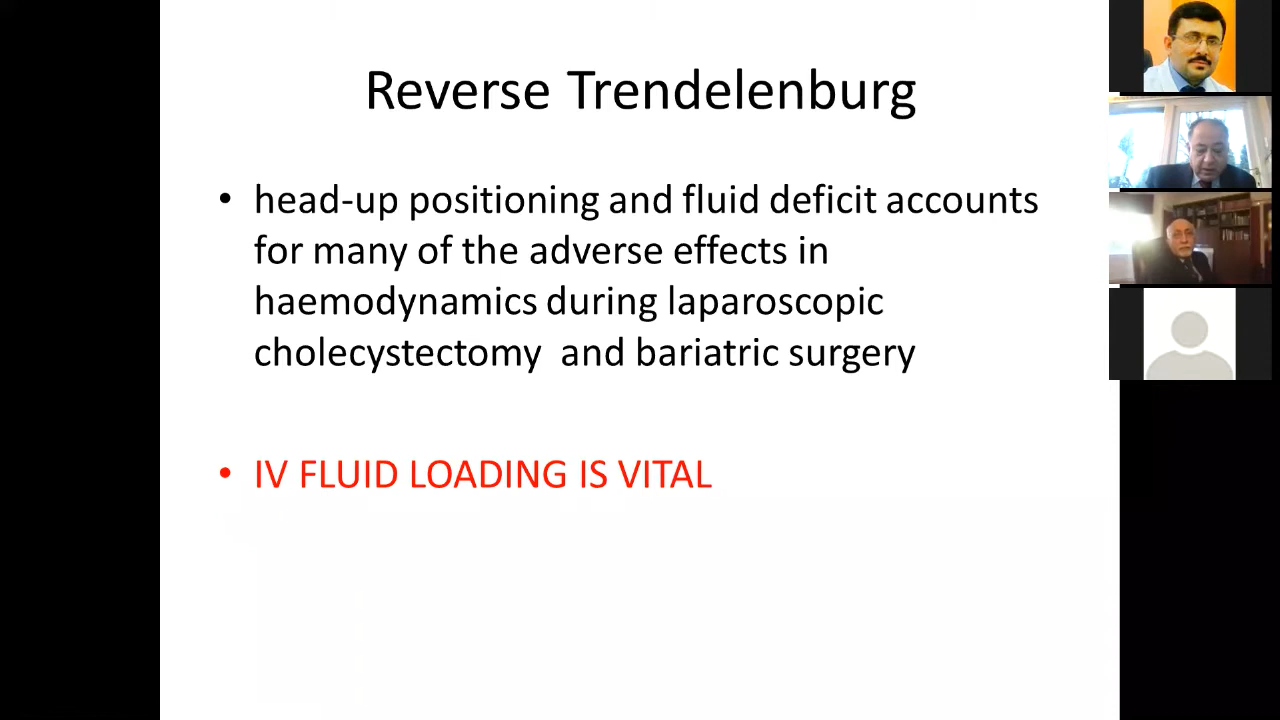 Reverse Trendelenburg
• head-up positioning and fluid deficit accounts
for many of the adverse effects in
haemodynamics during laparoscopic
cholecystectomy  and bariatric surgery
• IV FLUID LOADING IS VITAL